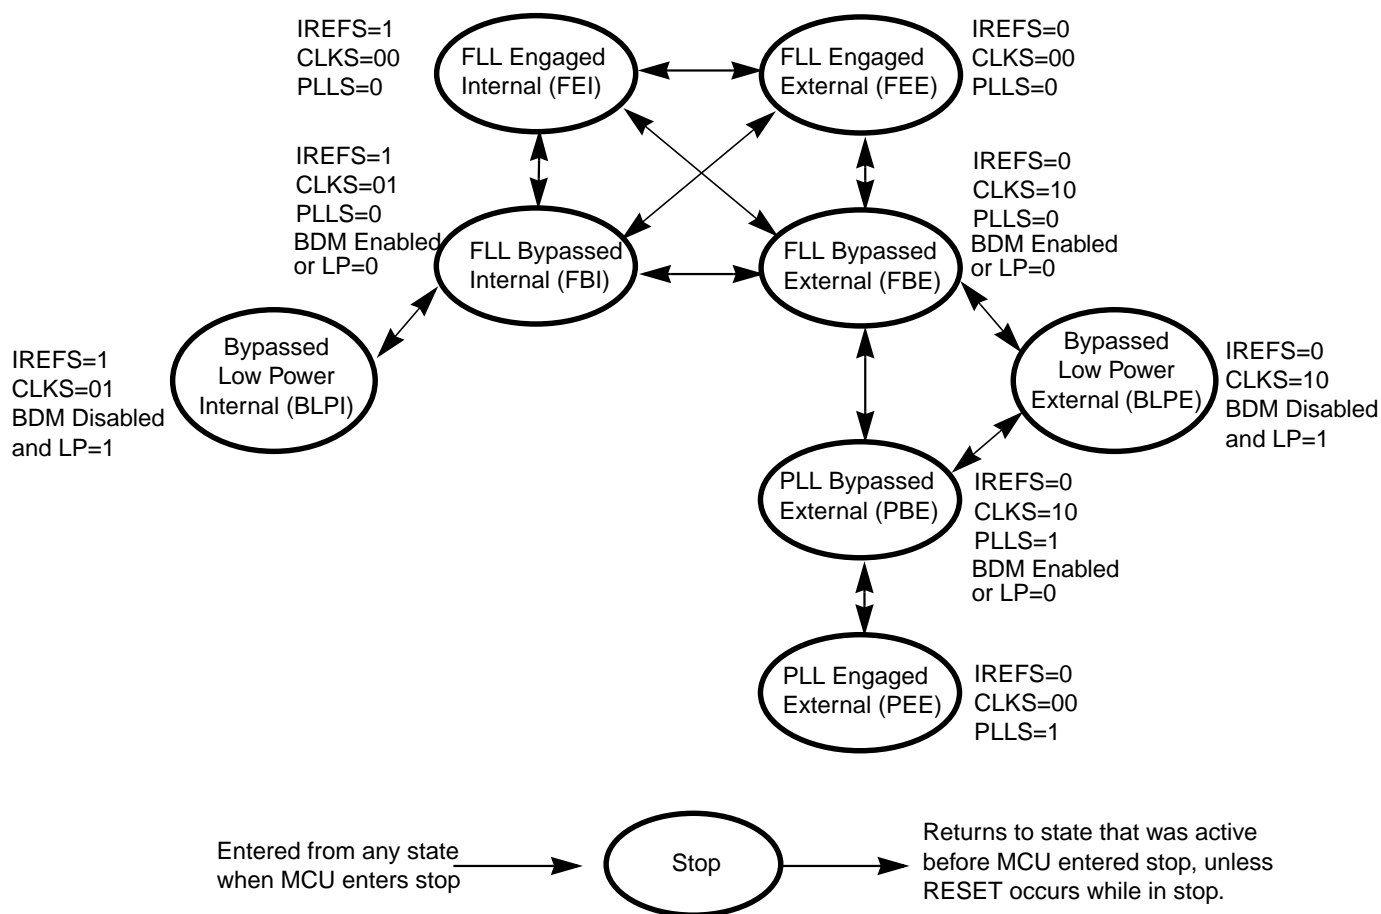 IREFS=1
CLKS=00
PLLS=0
FLL Engaged
Internal (FEI)
FLL Engaged
External (FEE)
IREFS=0
CLKS=00
PLLS=0
IREFS=1
CLKS=01
PLLS=0
BDM Enabled
or LP=0
FLL Bypassed
Internal (FBI)
FLL Bypassed
External (FBE)
IREFS=0
CLKS=10
PLLS=0
BDM Enabled
or LP=0
IREFS=1
CLKS=01
BDM Disabled
and LP=1
Bypassed
Low Power
Internal (BLPI)
Bypassed
Low Power
External (BLPE)
IREFS=0
CLKS=10
BDM Disabled
and LP=1
PLL Bypassed
External (PBE)
IREFS=0
CLKS=10
PLLS=1
BDM Enabled
or LP=0
PLL Engaged
External (PEE)
IREFS=0
CLKS=00
PLLS=1
Entered from any state
when MCU enters stop
Stop
Returns to state that was active
before MCU entered stop, unless
RESET occurs while in stop.